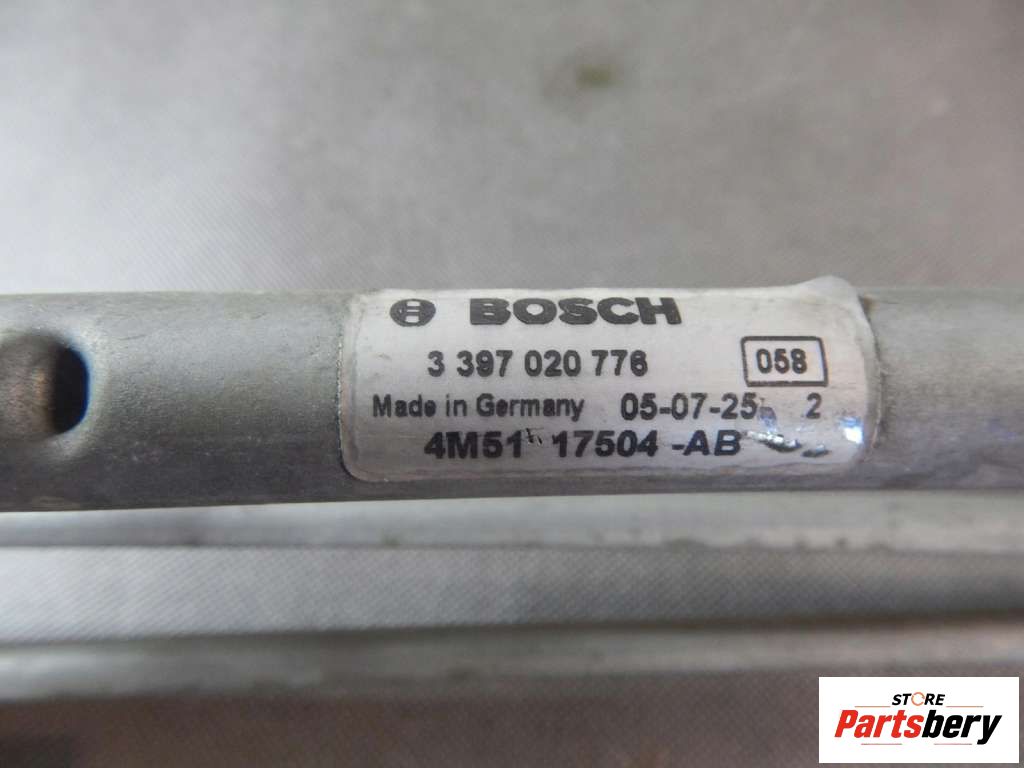 BOSCH
3 397 020 776 058
Made in Germany 05-07-25 2
4M51 17504-AB
STORE
Partsbery